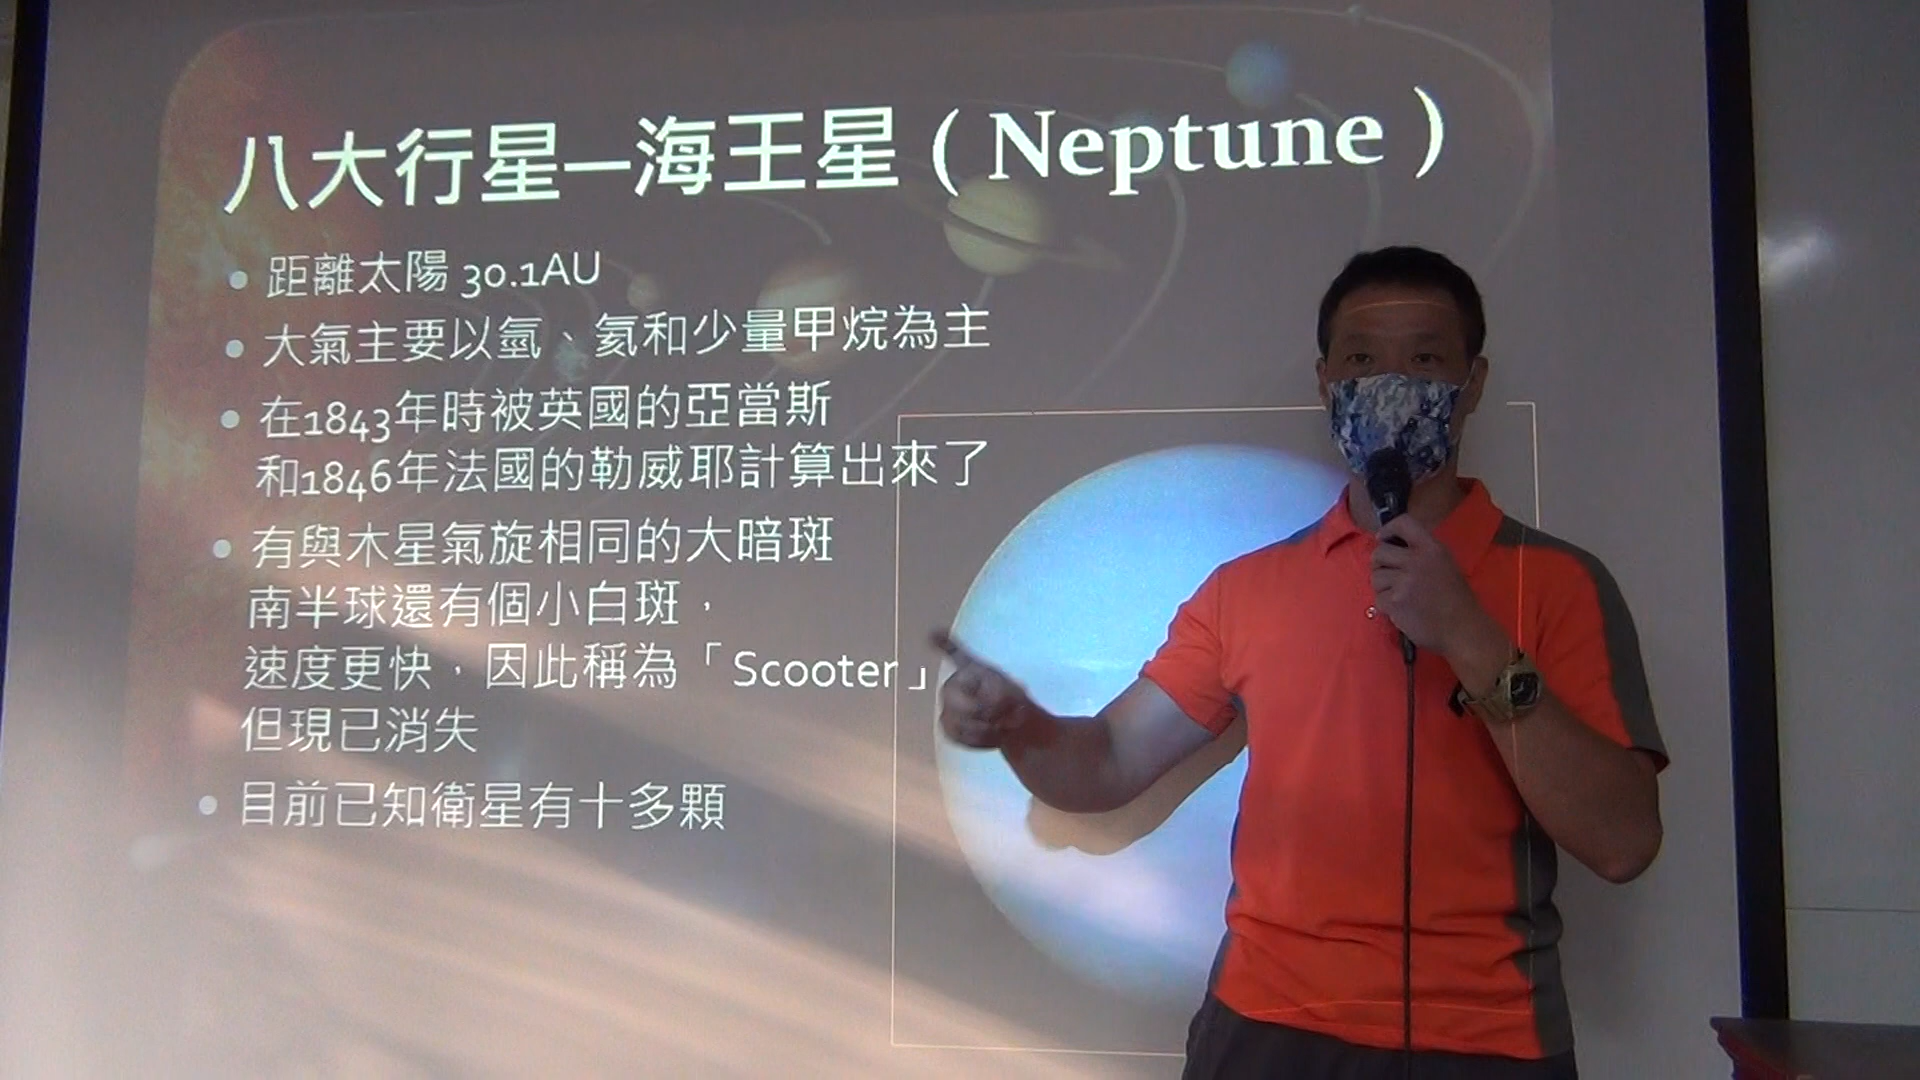 八大行星—海王星（Neptune）
• 距離太陽 30.1AU
• 大氣主要以氫、氦和少量甲烷為主
• 在1843年時被英國的亞當斯
和1846年法國的勒威耶計算出來了
• 有與木星氣旋相同的大暗斑
南半球還有個小白斑，
速度更快，因此稱為「Scooter」
但現已消失
• 目前已知衛星有十多顆